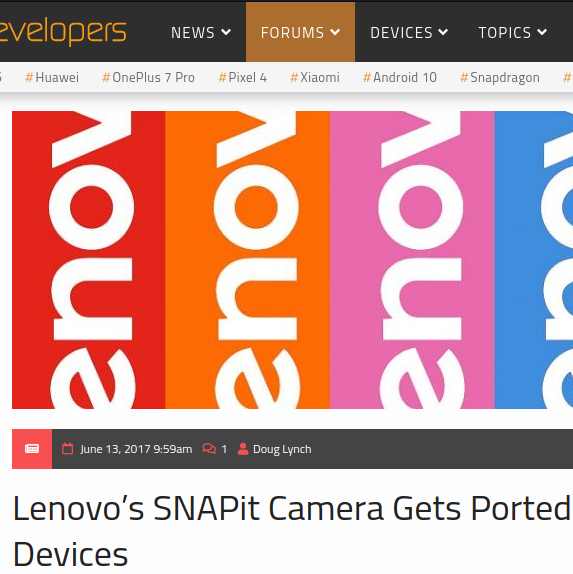 evelopers NEWS FORUMS DEVICES TOPICS
#Huawei #OnePlus 7 Pro #Pixel 4 #Xiaomi #Android 10 #Snapdragon #
enov enov enov eno
June 13, 2017 9:59am 1 Doug Lynch
Lenovo’s SNAPit Camera Gets Ported
Devices